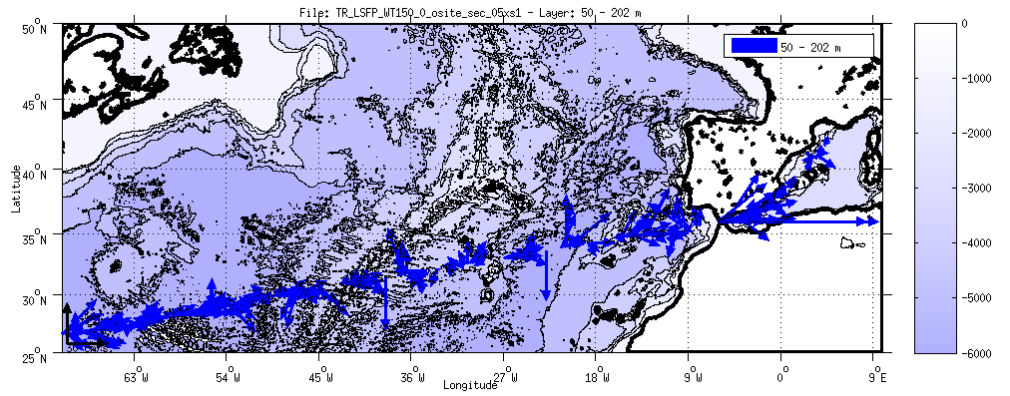 File: TR_LSFP_WT150_0_osite_sec_05xs1 - Layer: 50 - 202 m
50°N
45°N
40°N
35°N
30°N
25°N
Latitude
50 - 202 m
63 W
54 W
45 W
36 W
27 W
18 W
9 W
0
9 E
Longitude
0
-1000
-2000
-3000
-4000
-5000
-6000